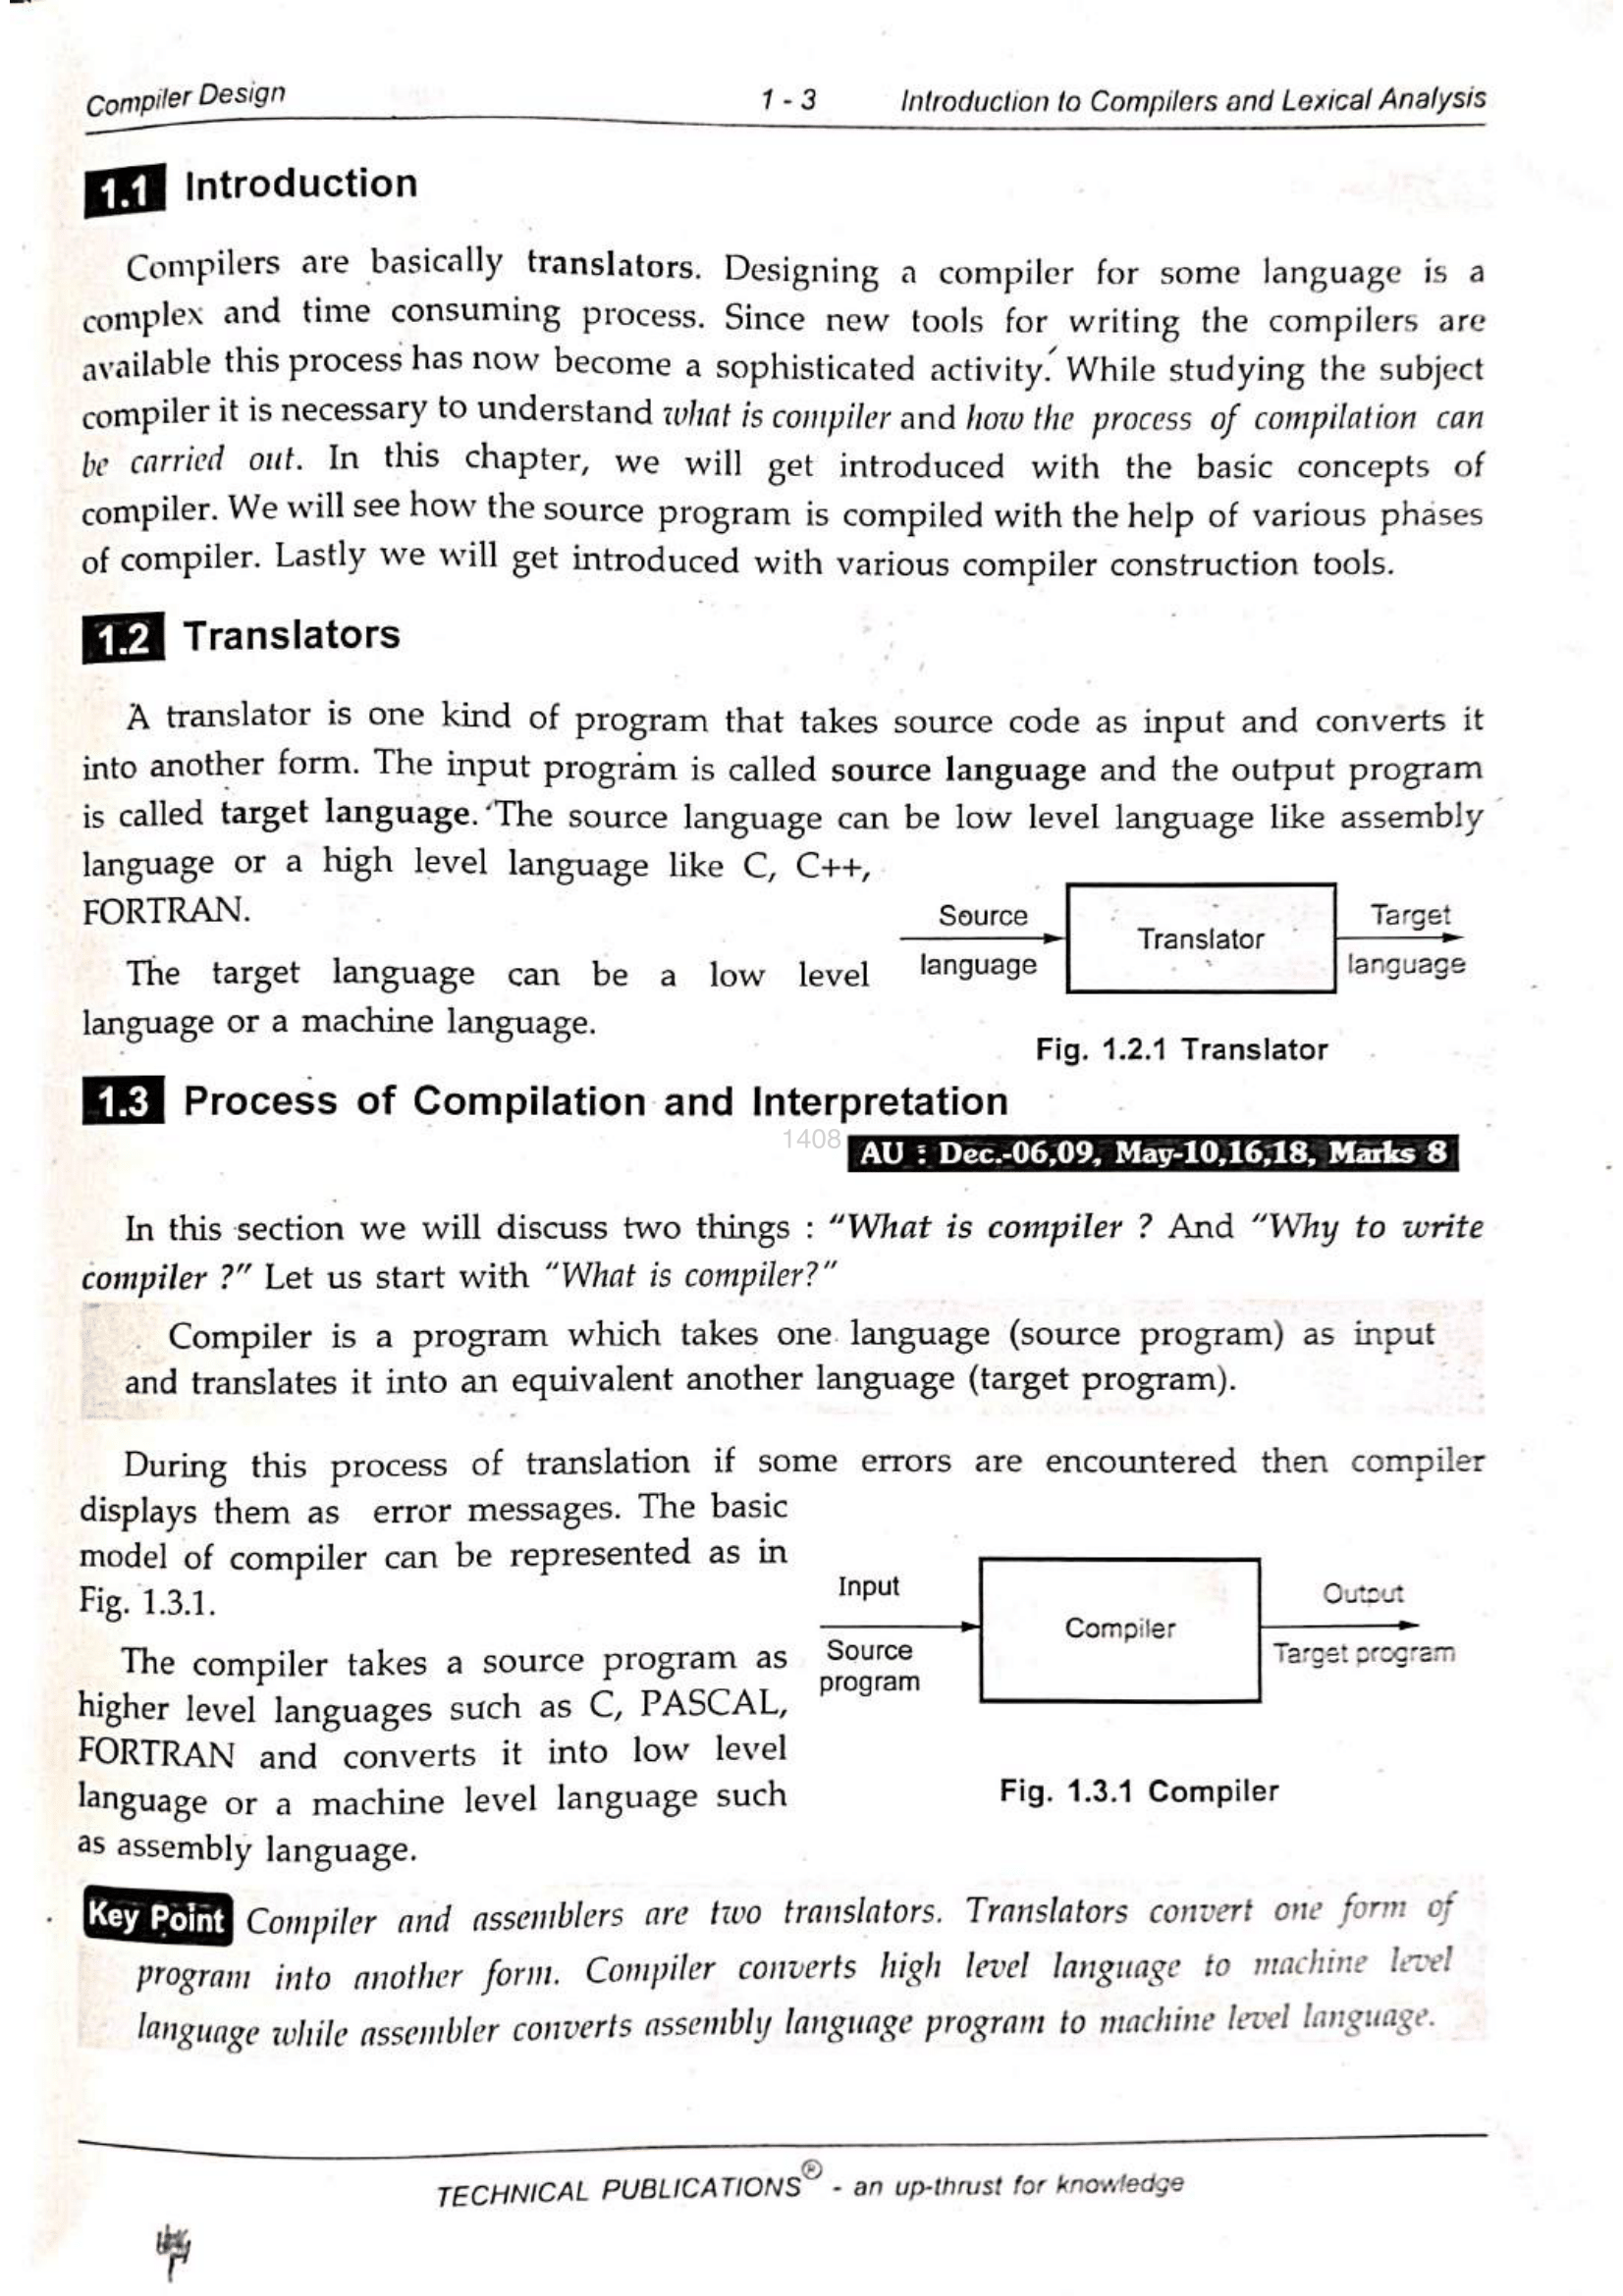 Compiler Design 1 - 3 Introduction to Compilers and Lexical Analysis
1.1 Introduction
Compilers are basically translators. Designing a compiler for some language is a
complex and time consuming process. Since new tools for writing the compilers are
available this process has now become a sophisticated activity. While studying the subject
compiler it is necessary to understand what is compiler and how the process of compilation can
be carried out. In this chapter, we will get introduced with the basic concepts of
compiler. We will see how the source program is compiled with the help of various phases
of compiler. Lastly we will get introduced with various compiler construction tools.
1.2 Translators
A translator is one kind of program that takes source code as input and converts it
into another form. The input program is called source language and the output program
is called target language. The source language can be low level language like assembly
language or a high level language like C, C++,
FORTRAN.
The target language can be a low level
language or a machine language.
Source
language
Translator
Target
language
Fig. 1.2.1 Translator
1.3 Process of Compilation and Interpretation
1408
AU : Dec.-06,09, May-10,16,18, Marks 8
In this section we will discuss two things : "What is compiler ? And "Why to write
compiler ?" Let us start with "What is compiler?"
Compiler is a program which takes one language (source program) as input
and translates it into an equivalent another language (target program).
During this process of translation if some errors are encountered then compiler
displays them as error messages. The basic
model of compiler can be represented as in
Fig. 1.3.1.
The compiler takes a source program as
higher level languages such as C, PASCAL,
FORTRAN and converts it into low level
language or a machine level language such
as assembly language.
Input
Source
program
Compiler
Output
Target program
Fig. 1.3.1 Compiler
Key Point Compiler and assemblers are two translators. Translators convert one form of
program into another form. Compiler converts high level language to machine level
language while assembler converts assembly language program to machine level language.
TECHNICAL PUBLICATIONS® - an up-thrust for knowledge